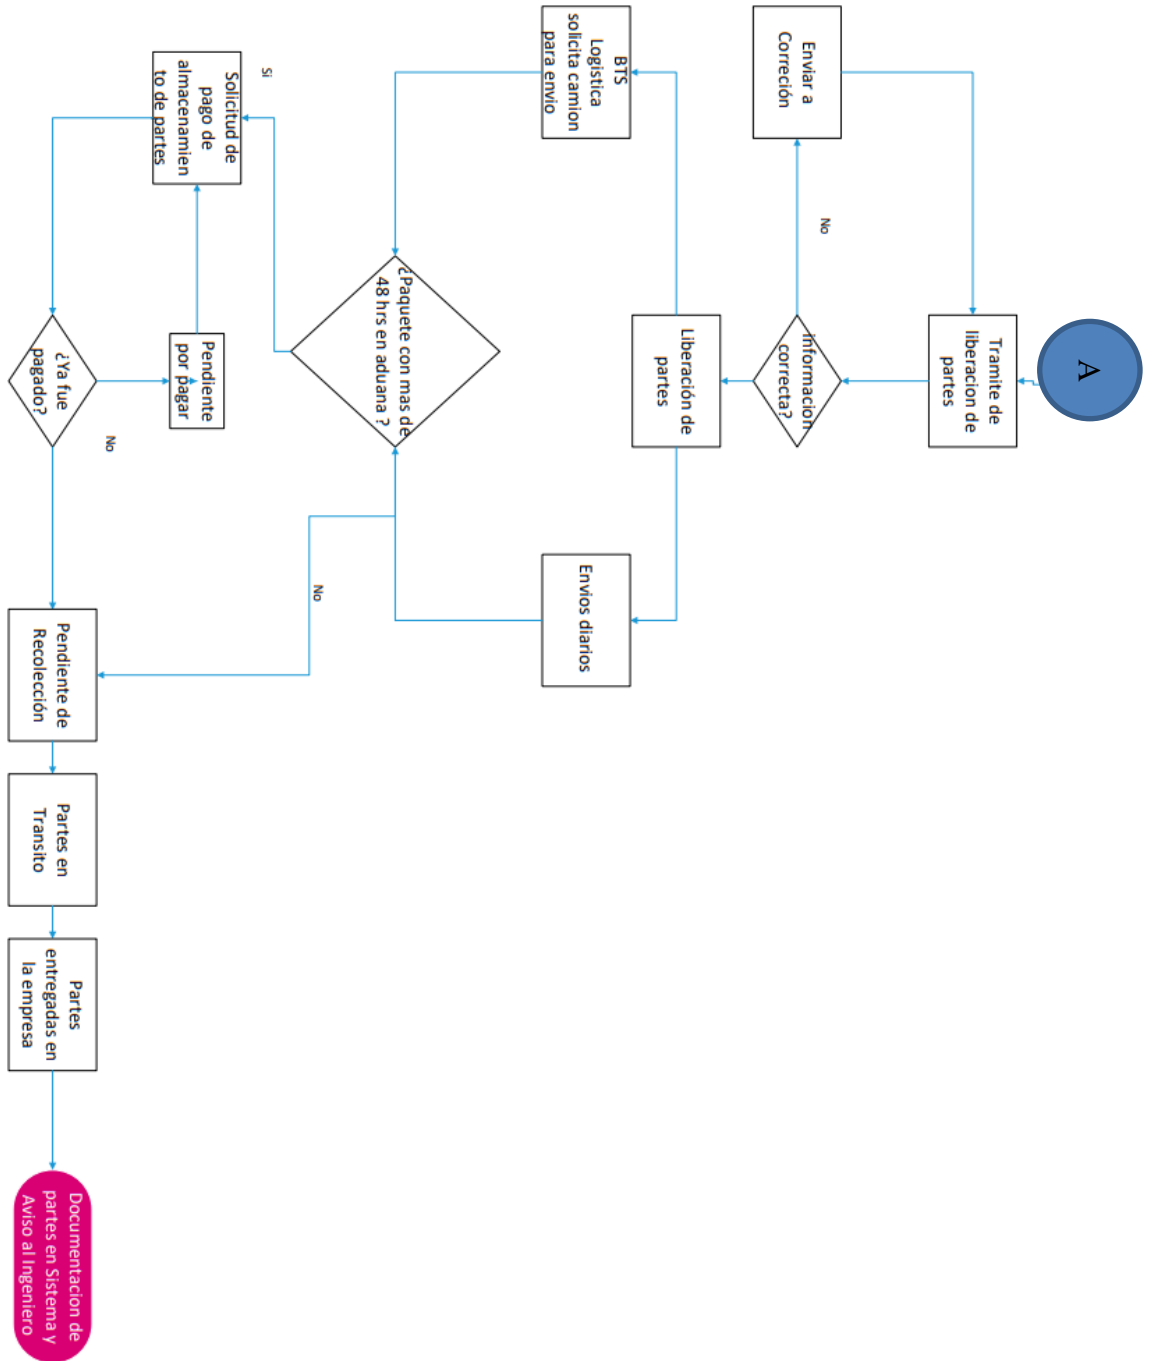 A
Tramite de
liberacion de
partes
Enviar a
Correción
No
informacion
correcta?
Liberación de
partes
BTS
Logistica
solicita camion
para envio
Envios diarios
¿Paquete con mas de
48 hrs en aduana ?
Si
No
Solicitud de
pago de
almacenamien
to de partes
Pendiente
por pagar
¿Ya fue
pagado?
No
Pendiente de
Recolección
Partes en
Transito
Partes
entregadas en
la empresa
Documentacion de
partes en Sistema y
Aviso al Ingeniero